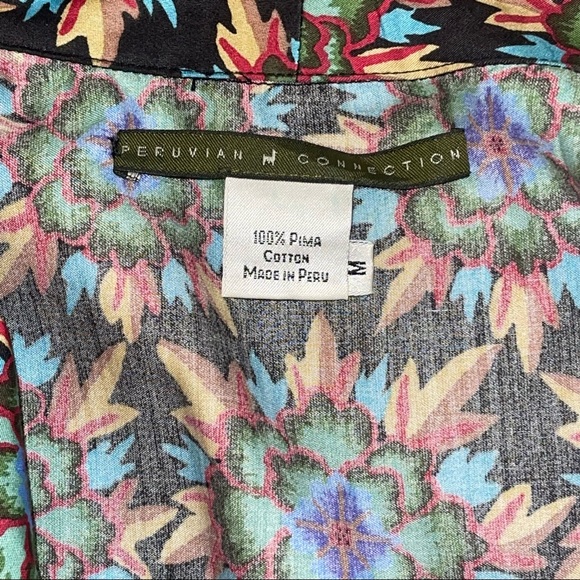 PERUVIAN CONNECTION
100% PIMA
COTTON
MADE IN PERU
M